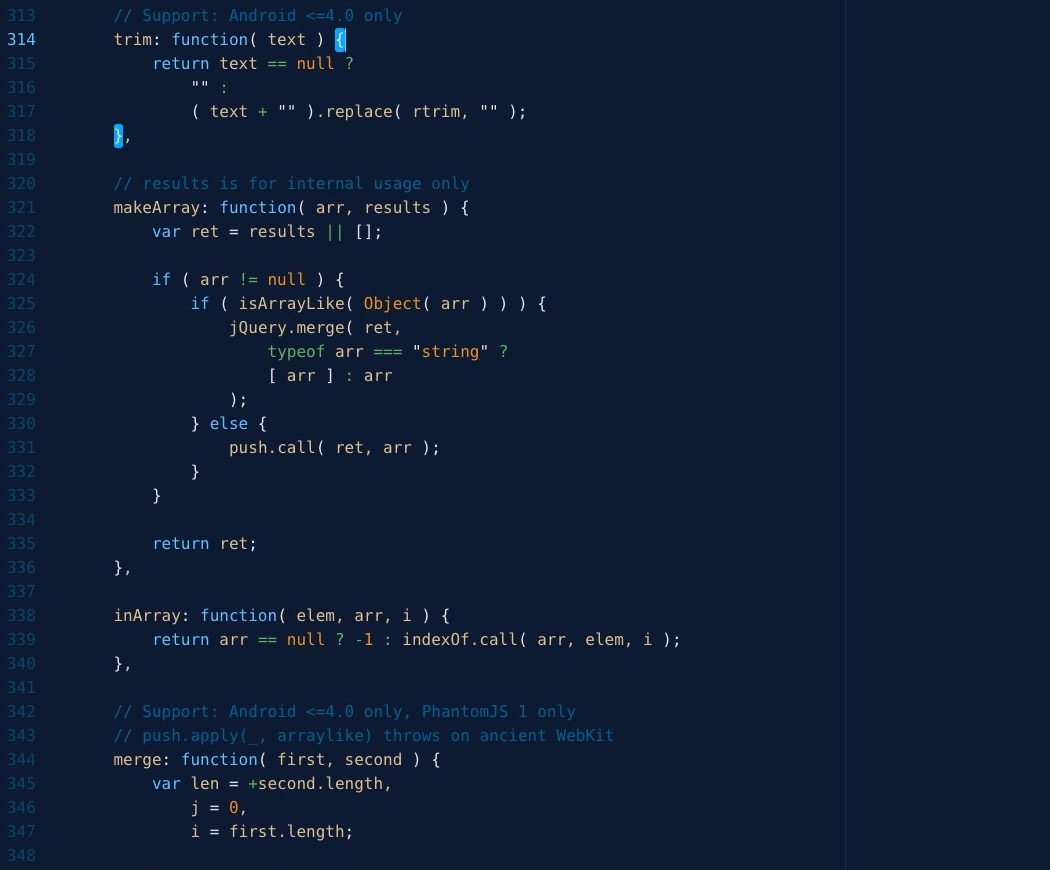 313 // Support: Android <=4.0 only
314 trim: function( text ) {
315 return text == null ?
316 "" :
317 ( text + "" ).replace( rtrim, "" );
318 },
319
320 // results is for internal usage only
321 makeArray: function( arr, results ) {
322 var ret = results || [];
323
324 if ( arr != null ) {
325 if ( isArrayLike( Object( arr ) ) ) {
326 jQuery.merge( ret,
327 typeof arr === "string" ?
328 [ arr ] : arr
329 );
330 } else {
331 push.call( ret, arr );
332 }
333 }
334
335 return ret;
336 },
337
338 inArray: function( elem, arr, i ) {
339 return arr == null ? -1 : indexOf.call( arr, elem, i );
340 },
341
342 // Support: Android <=4.0 only, PhantomJS 1 only
343 // push.apply(_, arraylike) throws on ancient WebKit
344 merge: function( first, second ) {
345 var len = +second.length,
346 j = 0,
347 i = first.length;
348